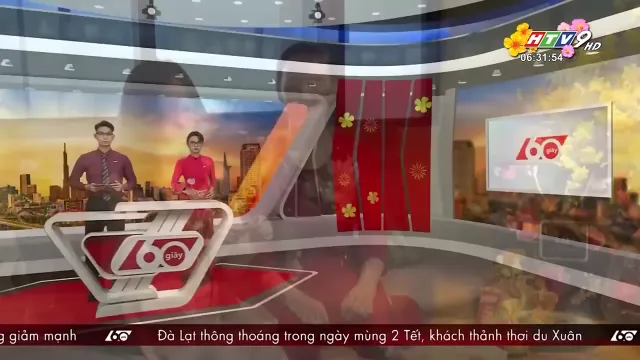 HTV9 HD
06:31:54
60 giây
60 giây
g giảm mạnh 60 Đà Lạt thông thoáng trong ngày mùng 2 Tết, khách thảnh thơi du Xuân 60